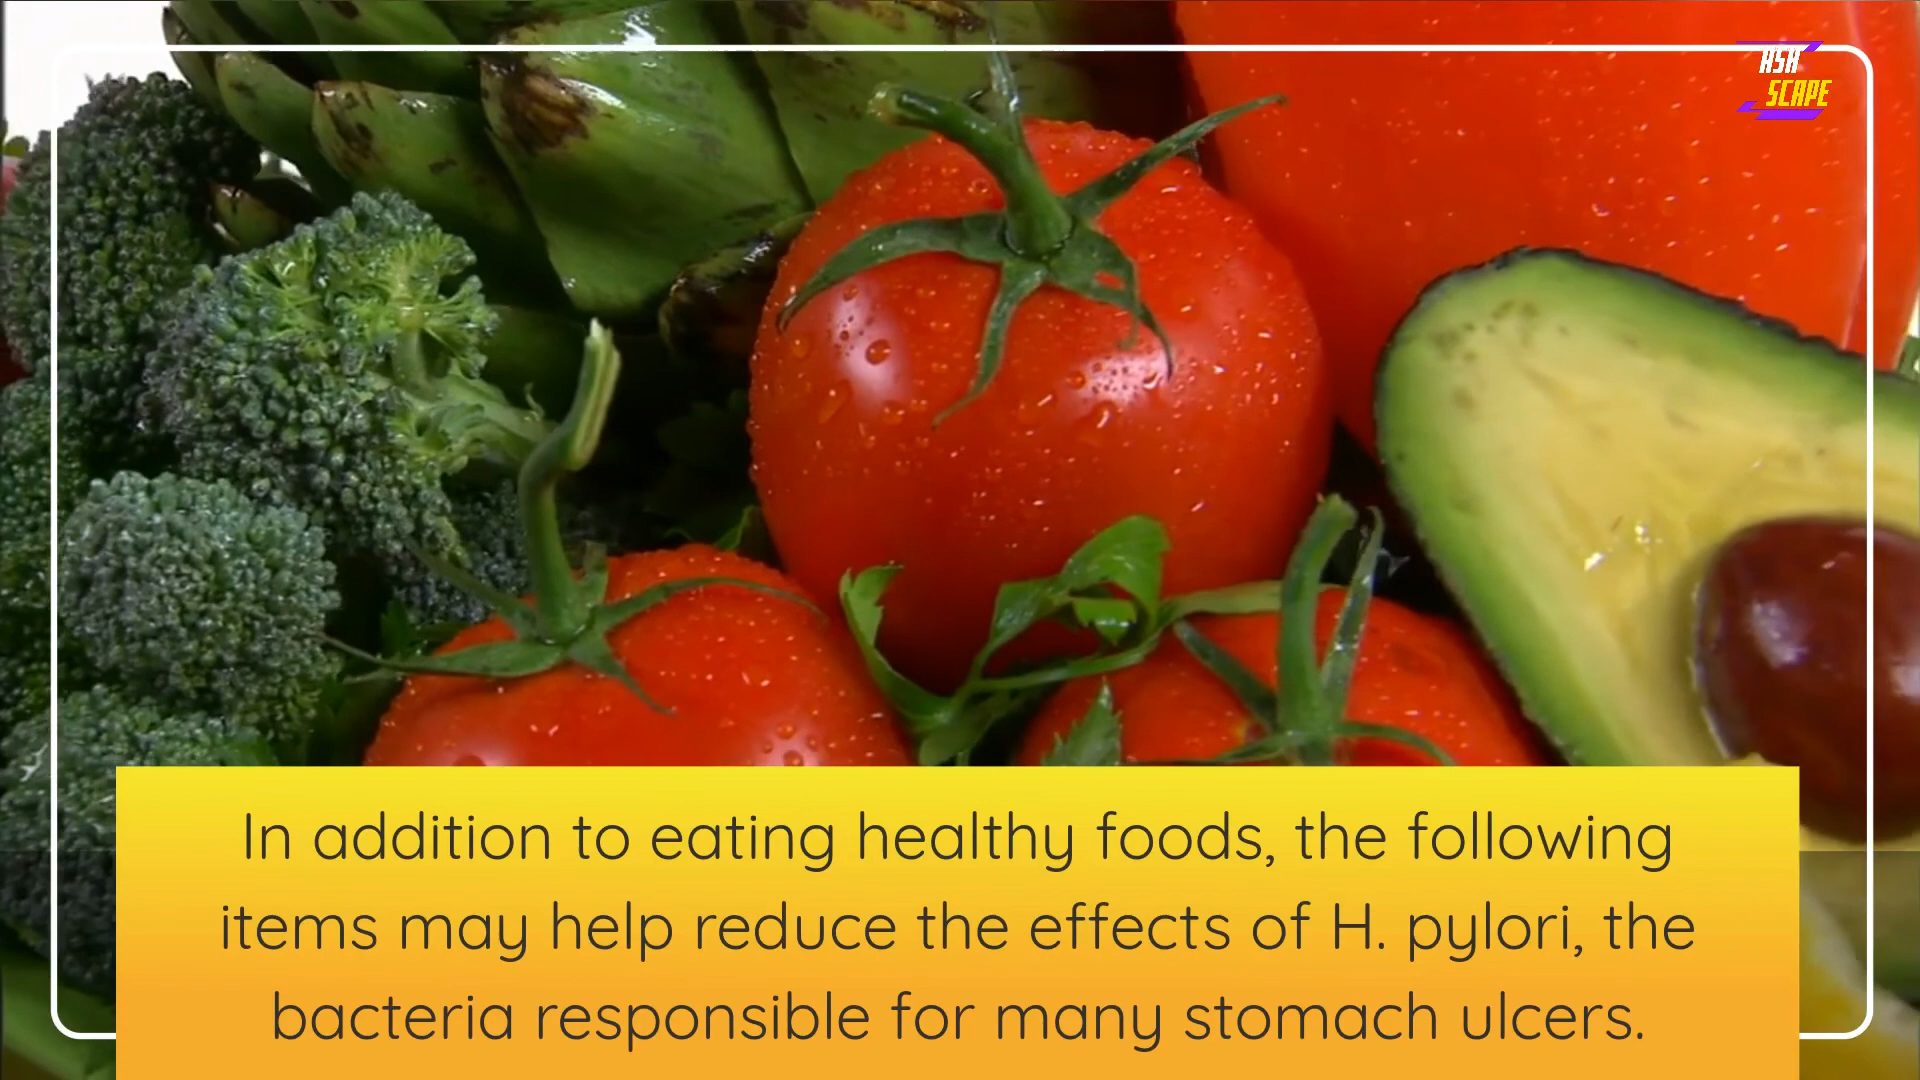 ASK
SCAPE
In addition to eating healthy foods, the following
items may help reduce the effects of H. pylori, the
bacteria responsible for many stomach ulcers.